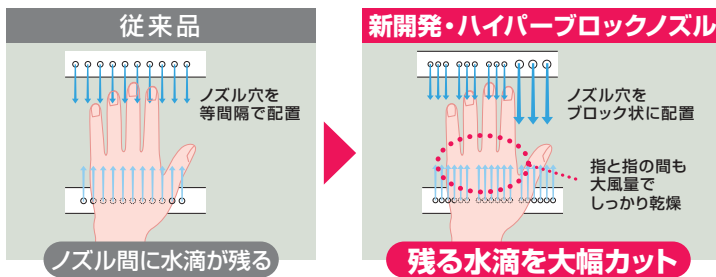 従来品
ノズル穴を
等間隔で配置
ノズル間に水滴が残る
新開発・ハイパーブロックノズル
ノズル穴を
ブロック状に配置
指と指の間も
大風量で
しっかり乾燥
残る水滴を大幅カット